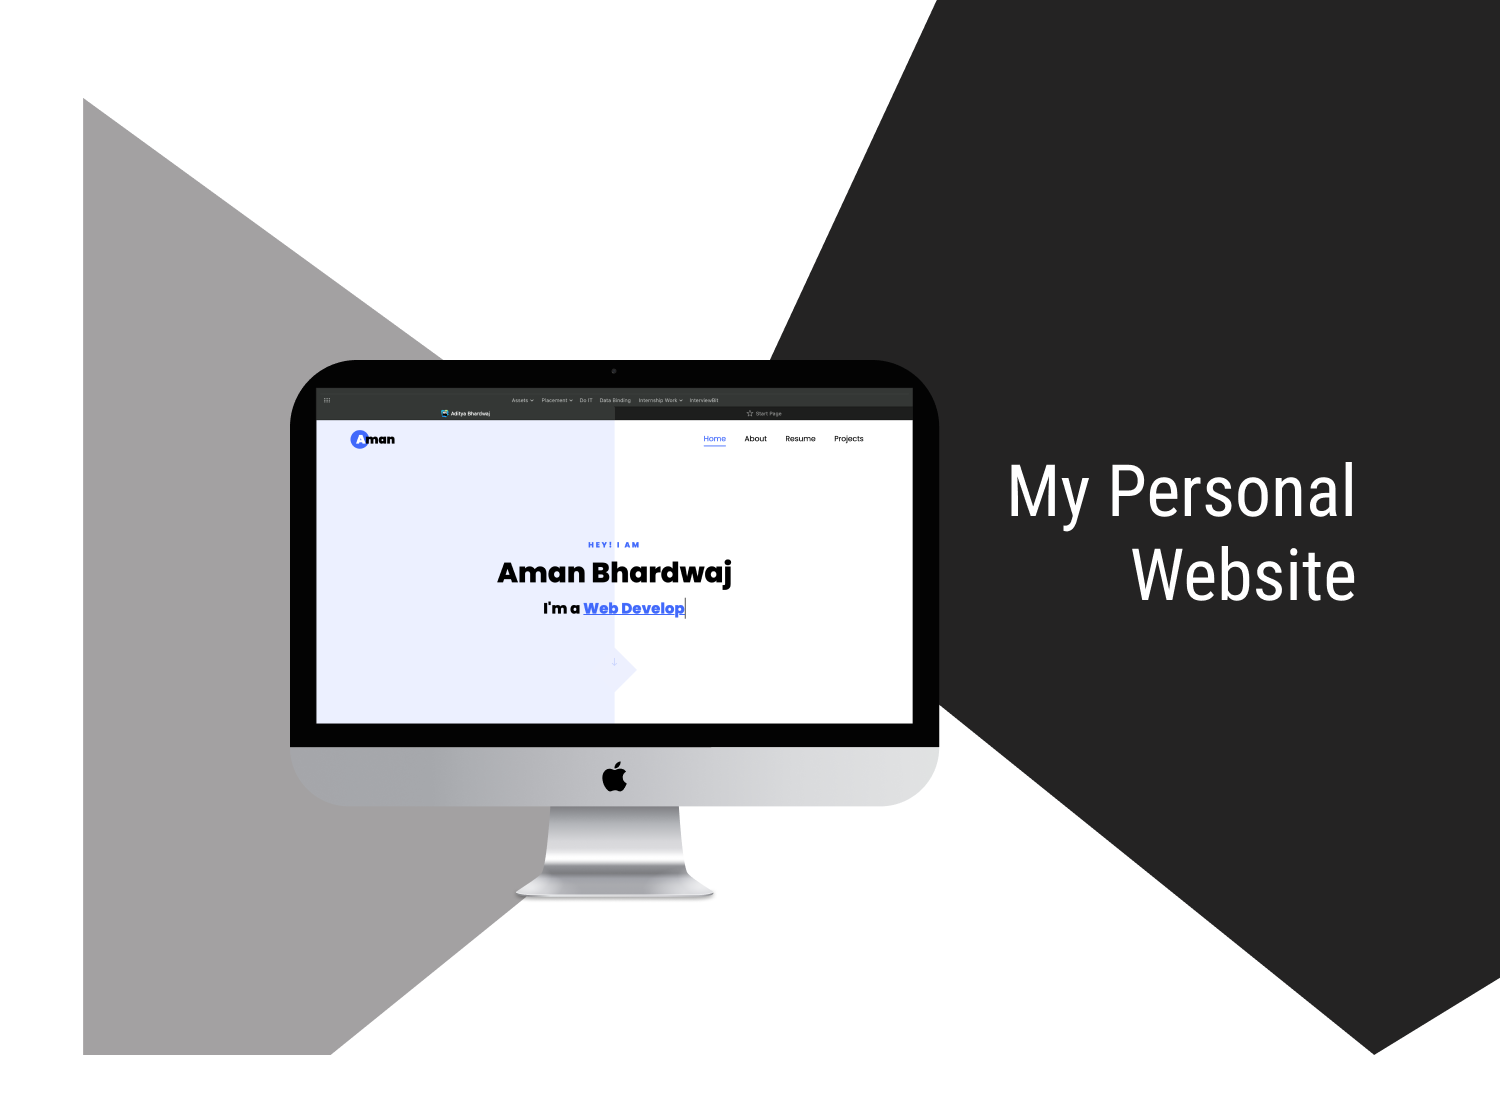 Assets Placement Do IT Data Binding Internship Work InterviewBit
Aditya Bhardwaj Start Page
Aman Home About Resume Projects
HEY! I AM
Aman Bhardwaj
I'm a Web Develop
My Personal
Website